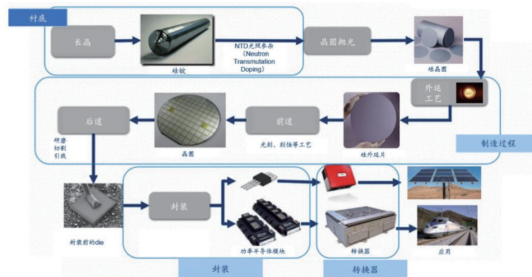 衬底
长晶
硅锭
NTD光照参杂
(Neutron
Transmutation
Doping)
晶圆抛光
硅晶圆
外延
工艺
制造过程
后道
研磨
切割
引线
晶圆
前道
光刻、刻蚀等工艺
硅外延片
封装前的die
封装
功率半导体模块
封装
转换器
转换器
应用